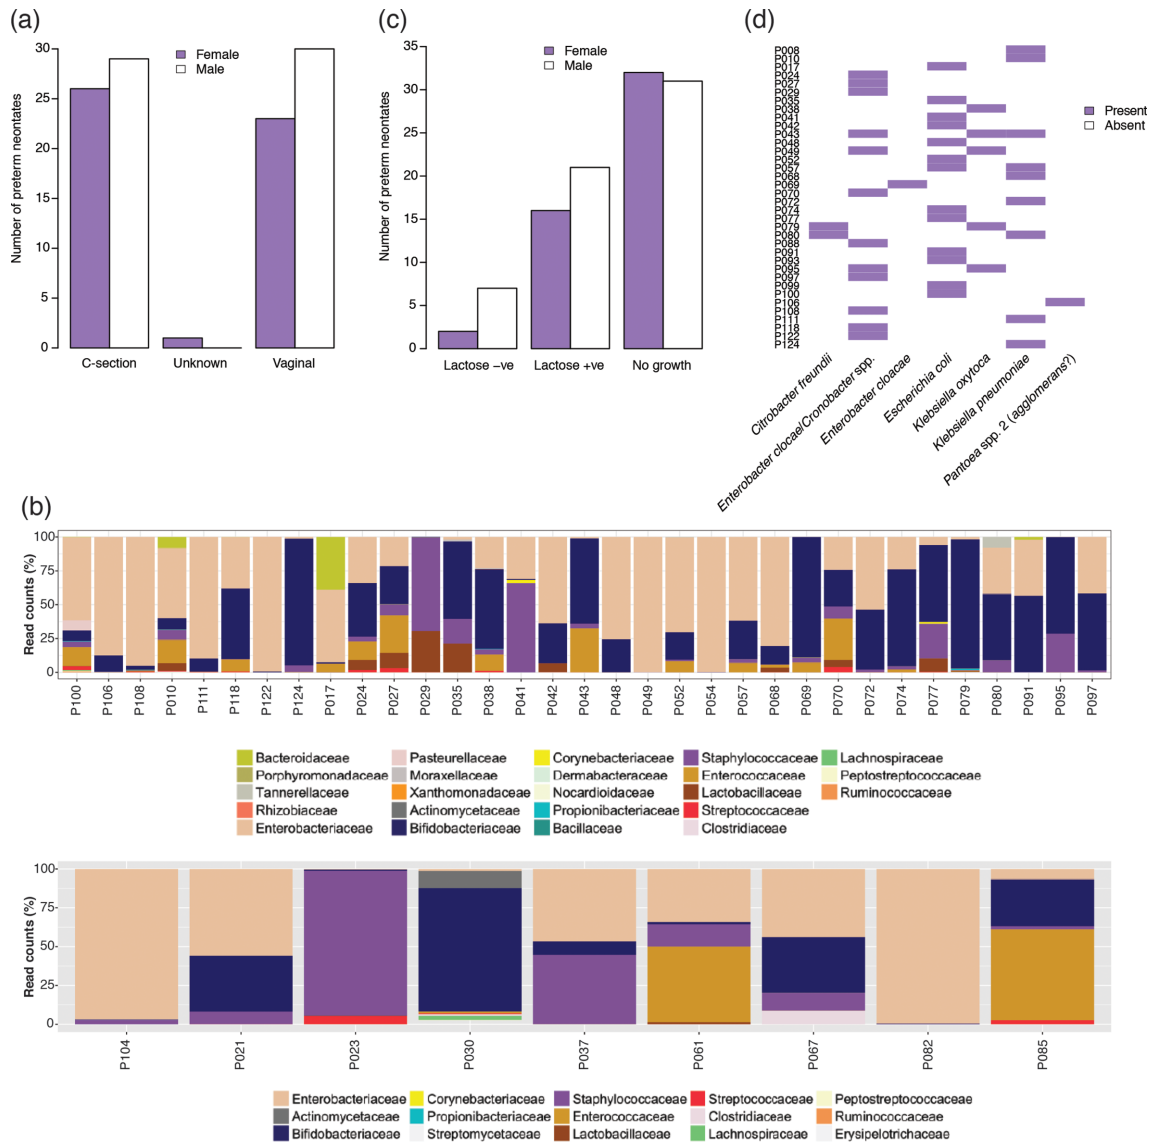 (a)
Number of preterm neontates
30
25
20
15
10
5
0
Female
Male
C-section
Unknown
Vaginal
(c)
Number of preterm neontates
35
30
25
20
15
10
5
0
Female
Male
Lactose –ve
Lactose +ve
No growth
(d)
P008
P010
P017
P024
P027
P029
P035
P038
P041
P042
P043
P048
P049
P052
P057
P068
P069
P070
P072
P074
P077
P079
P080
P088
P091
P093
P095
P097
P099
P100
P106
P108
P111
P118
P122
P124
Present
Absent
Citrobacter freundii
Enterobacter clocae/Cronobacter spp.
Enterobacter cloacae
Escherichia coli
Klebsiella oxytoca
Klebsiella pneumoniae
Pantoea spp. 2 (agglomerans?)
(b)
Read counts (%)
100
75
50
25
0
P100
P106
P108
P010
P111
P118
P122
P124
P017
P024
P027
P029
P035
P038
P041
P042
P043
P048
P049
P052
P054
P057
P068
P069
P070
P072
P074
P077
P079
P080
P091
P095
P097
Bacteroidaceae
Porphyromonadaceae
Tannerellaceae
Rhizobiaceae
Enterobacteriaceae
Pasteurellaceae
Moraxellaceae
Xanthomonadaceae
Actinomycetaceae
Bifidobacteriaceae
Corynebacteriaceae
Dermabacteraceae
Nocardioidaceae
Propionibacteriaceae
Bacillaceae
Staphylococcaceae
Enterococcaceae
Lactobacillaceae
Streptococcaceae
Clostridiaceae
Lachnospiraceae
Peptostreptococcaceae
Ruminococcaceae
Read counts (%)
100
75
50
25
0
P104
P021
P023
P030
P037
P061
P067
P082
P085
Enterobacteriaceae
Actinomycetaceae
Bifidobacteriaceae
Corynebacteriaceae
Propionibacteriaceae
Streptomycetaceae
Staphylococcaceae
Enterococcaceae
Lactobacillaceae
Streptococcaceae
Clostridiaceae
Lachnospiraceae
Peptostreptococcaceae
Ruminococcaceae
Erysipelotrichaceae